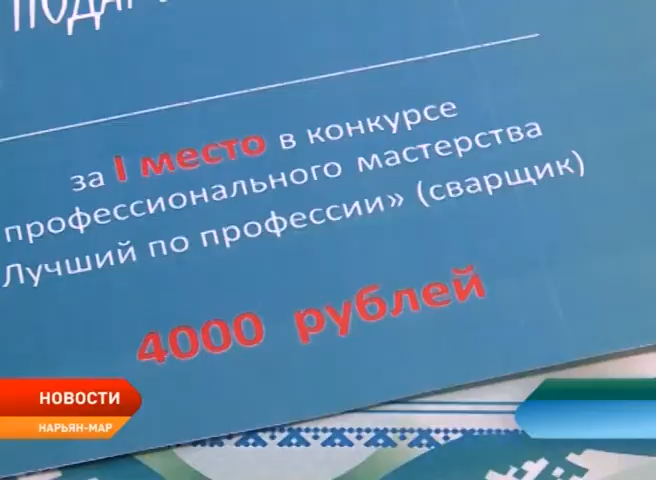 за I место в конкурсе
профессионального мастерства
Лучший по профессии» (сварщик)
4000 рублей
НОВОСТИ
НАРЬЯН-МАР